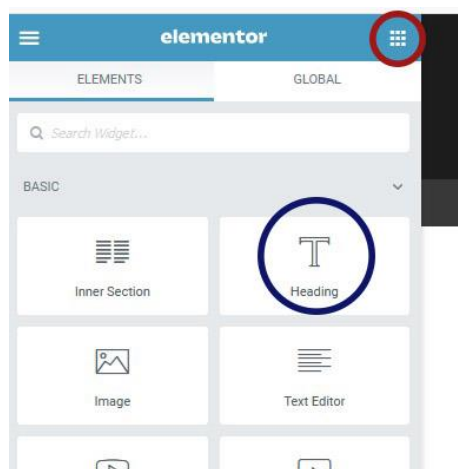 elementor
ELEMENTS GLOBAL
Search Widget...
BASIC
Inner Section Heading
Image Text Editor